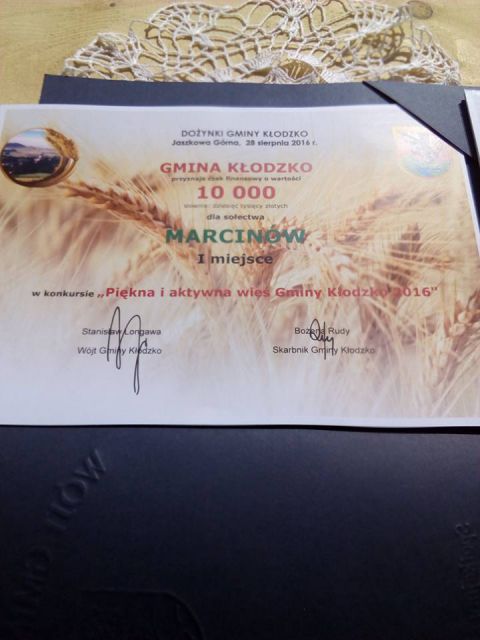 DOŻYNKI GMINY KŁODZKO
Jaszkowa Górna, 28 sierpnia 2016 r.
GMINA KŁODZKO
przyznaje czek finansowy o wartości
10 000
słownie: dziesięć tysięcy złotych
dla sołectwa
MARCINÓW
I miejsce
w konkursie ,,Piękna i aktywna wieś Gminy Kłodzko 2016"
Stanisław Longawa
Wójt Gminy Kłodzko
Bożena Rudy
Skarbnik Gminy Kłodzko
WÓJT GMINY